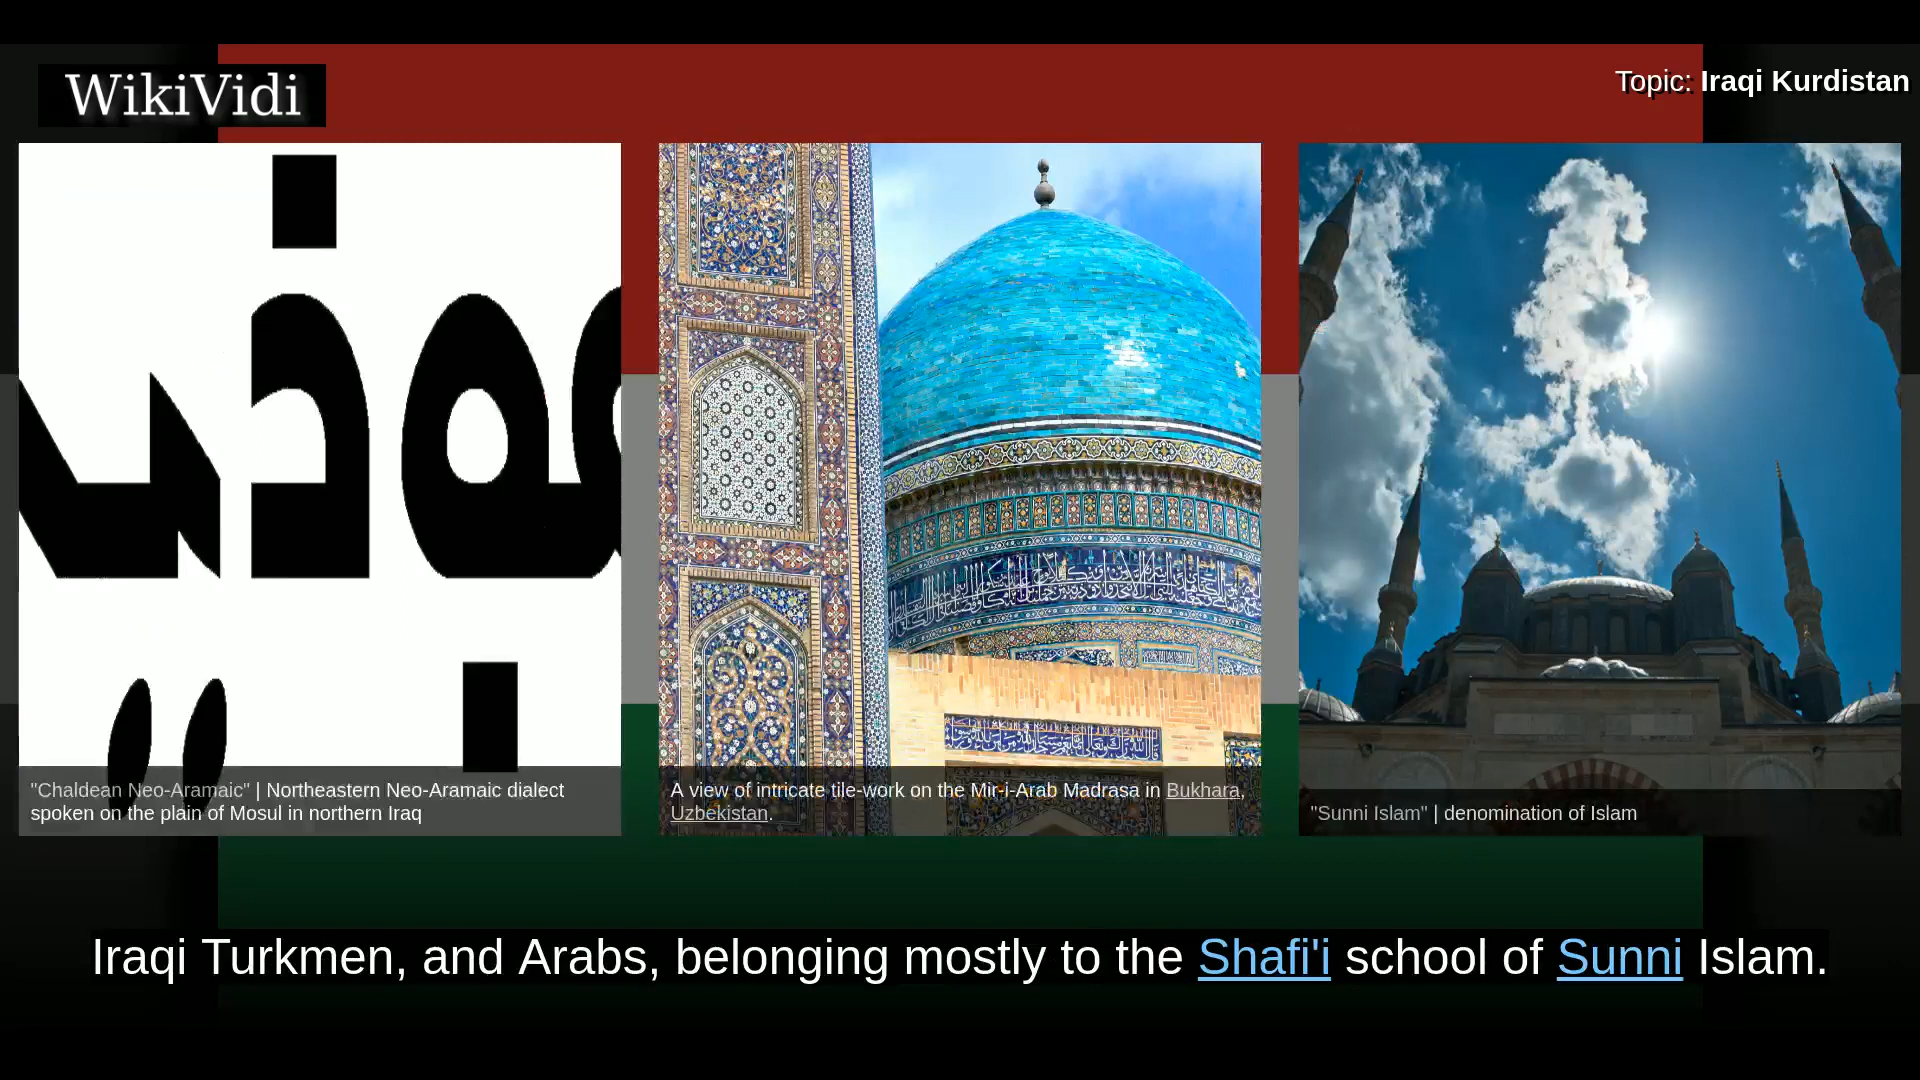 WikiVidi
Topic: Iraqi Kurdistan
"Chaldean Neo-Aramaic" | Northeastern Neo-Aramaic dialect
spoken on the plain of Mosul in northern Iraq
A view of intricate tile-work on the Mir-i-Arab Madrasa in Bukhara,
Uzbekistan.
"Sunni Islam" | denomination of Islam
Iraqi Turkmen, and Arabs, belonging mostly to the Shafi'i school of Sunni Islam.